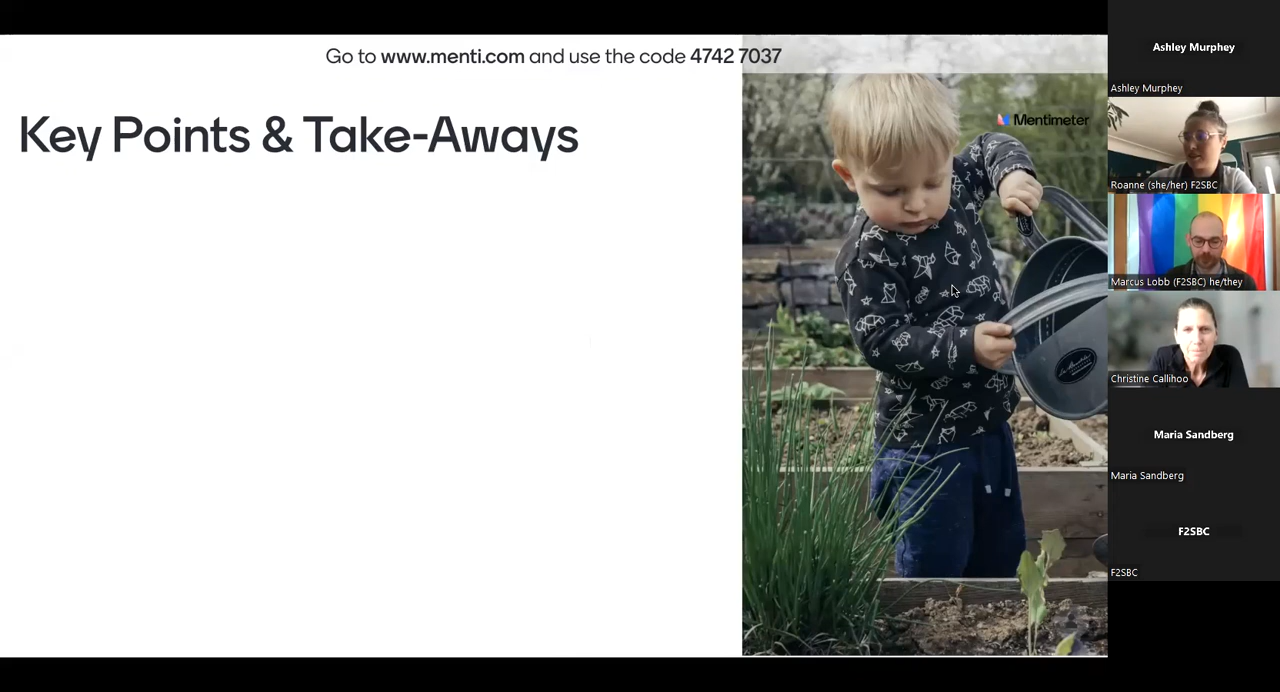 Go to www.menti.com and use the code 4742 7037
Key Points & Take-Aways
Mentimeter
Ashley Murphey
Ashley Murphey
Roanne (she/her) F2SBC
Marcus Lobb (F2SBC) he/they
Christine Callihoo
Maria Sandberg
Maria Sandberg
F2SBC
F2SBC